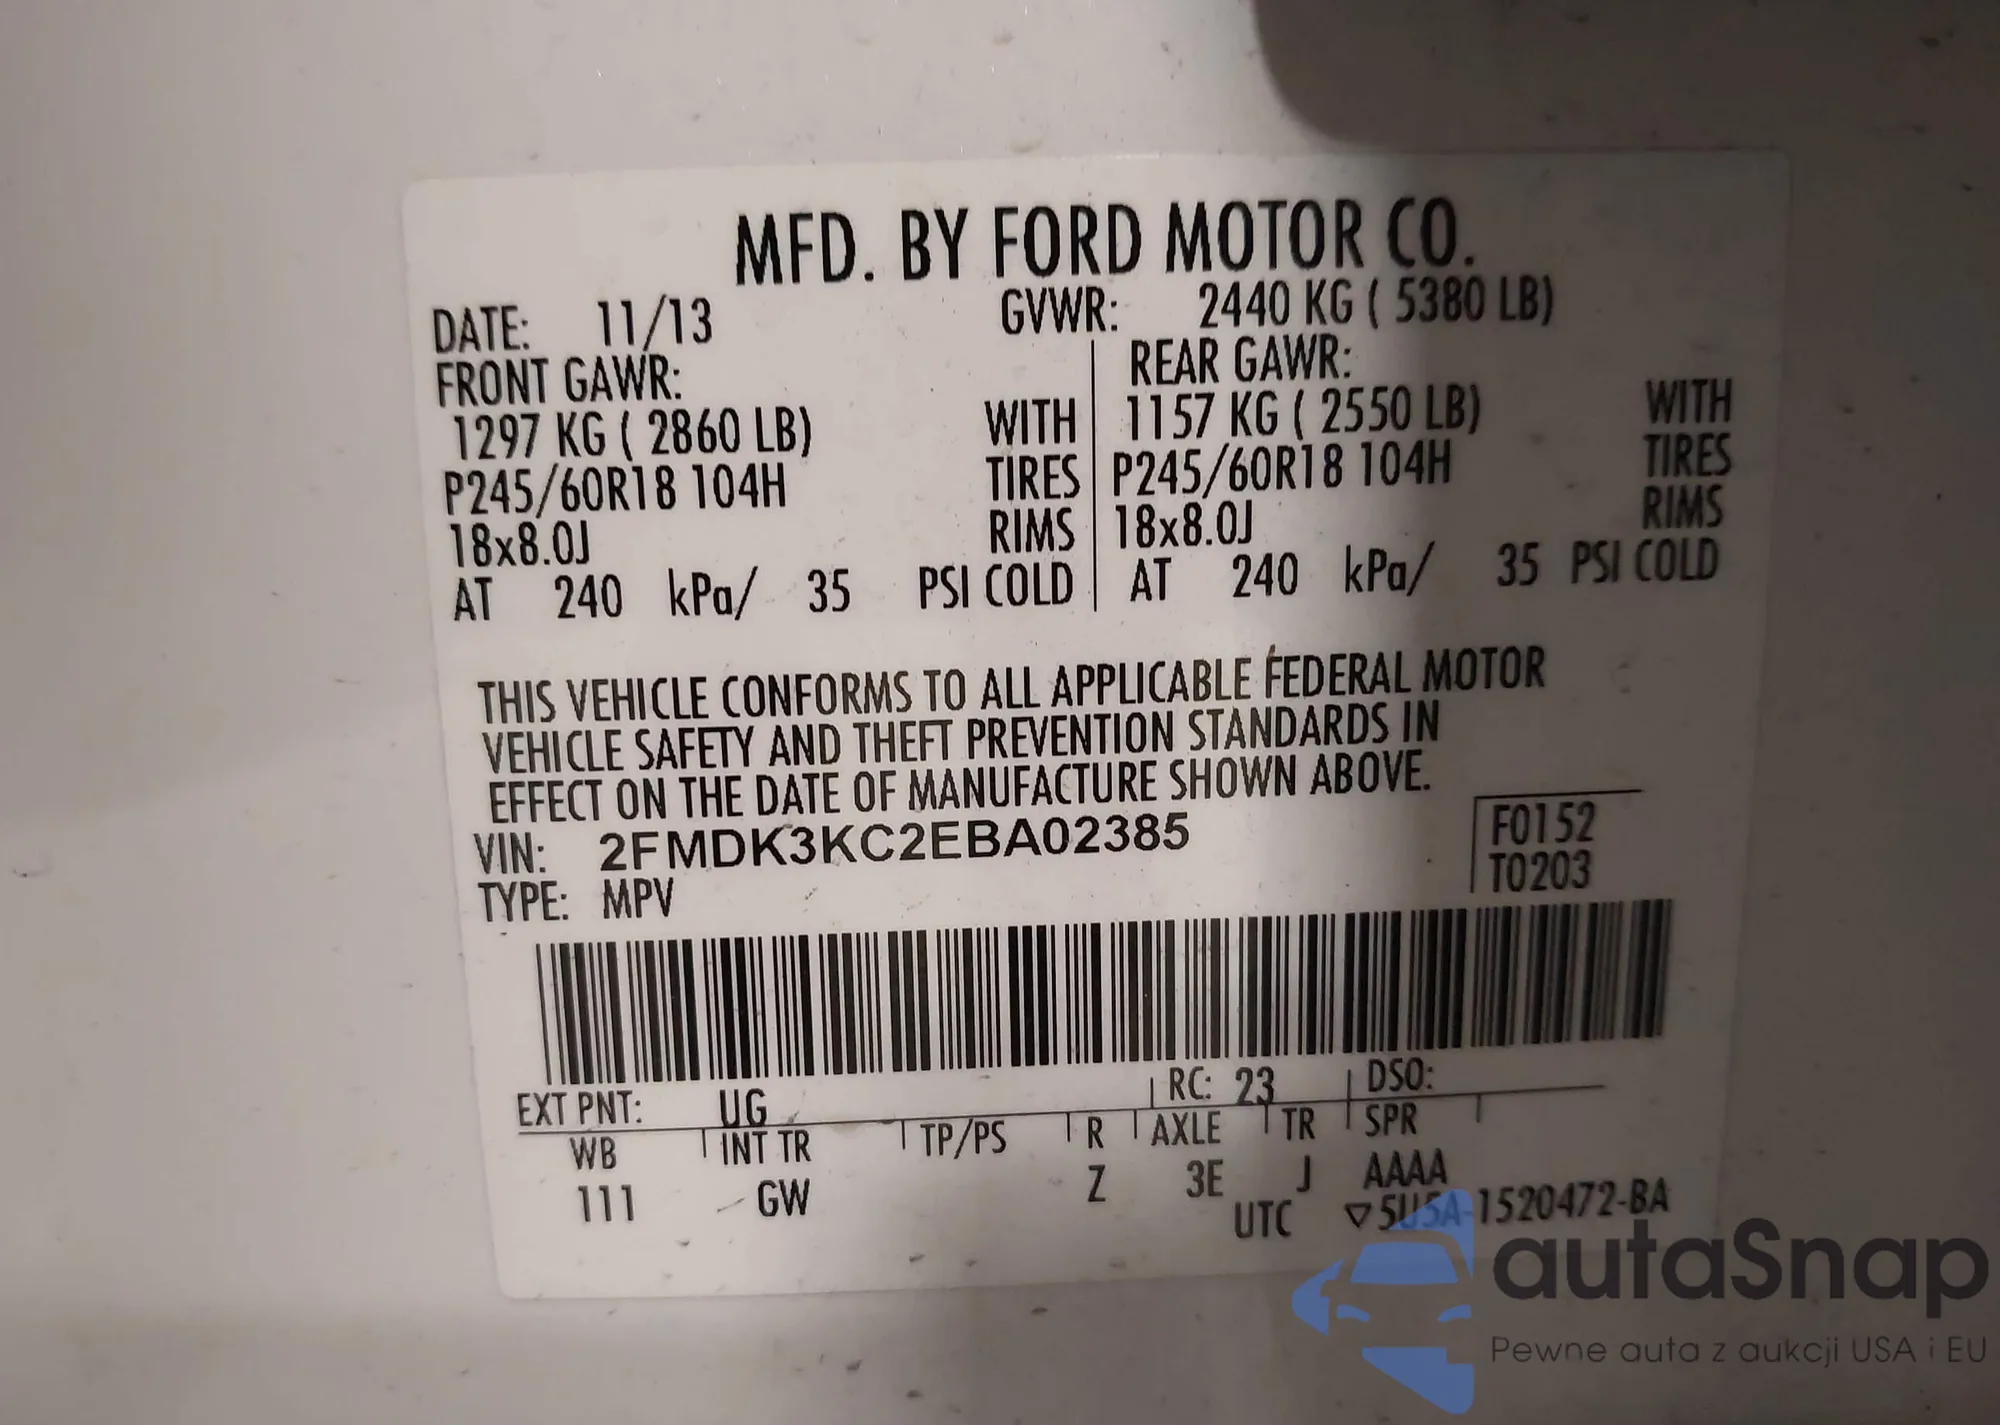 MFD. BY FORD MOTOR CO.
DATE: 11/13 GVWR: 2440 KG ( 5380 LB)
FRONT GAWR: REAR GAWR:
1297 KG ( 2860 LB) WITH 1157 KG ( 2550 LB) WITH
P245/60R18 104H TIRES P245/60R18 104H TIRES
18x8.0J RIMS 18x8.0J RIMS
AT 240 kPa/ 35 PSI COLD AT 240 kPa/ 35 PSI COLD
THIS VEHICLE CONFORMS TO ALL APPLICABLE FEDERAL MOTOR
VEHICLE SAFETY AND THEFT PREVENTION STANDARDS IN
EFFECT ON THE DATE OF MANUFACTURE SHOWN ABOVE.
VIN: 2FMDK3KC2EBA02385 F0152
TYPE: MPV T0203
EXT PNT: UG RC: 23 DSO:
WB INT TR TP/PS R AXLE TR SPR
111 GW Z 3E J AAAA
UTC ▽5U5A-1520472-BA
autaSnap
Pewne auta z aukcji USA i EU